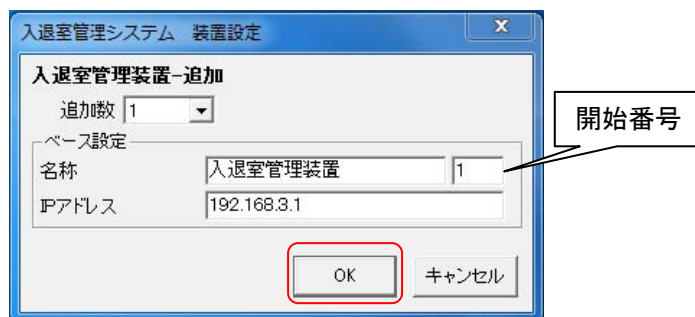 入退室管理システム 装置設定
入退室管理装置-追加
追加数 1
ベース設定
名称 入退室管理装置 1
IPアドレス 192.168.3.1
OK キャンセル
開始番号